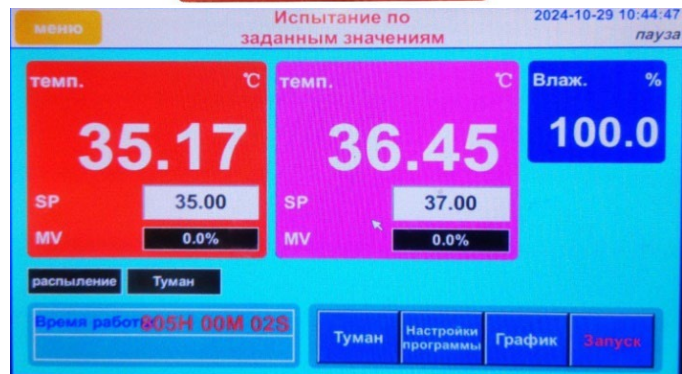 меню
Испытание по
заданным значениям
2024-10-29 10:44:47
пауза
темп. ℃
35.17
SP 35.00
MV 0.0%
темп. ℃
36.45
SP 37.00
MV 0.0%
Влаж. %
100.0
распыление
Туман
Время работы 805H 00M 02S
Туман
Настройки
программы
График
Запуск